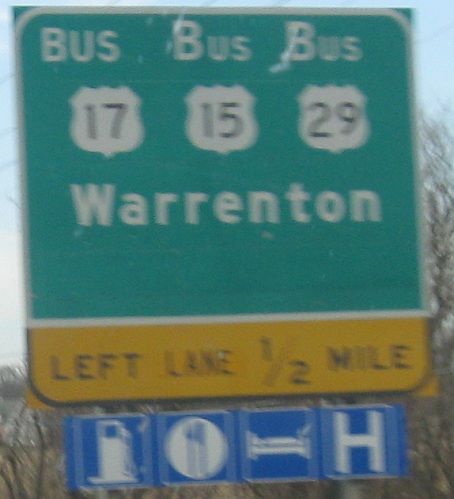 BUS Bus Bus
17 15 29
Warrenton
LEFT LANE 1/2 MILE
H